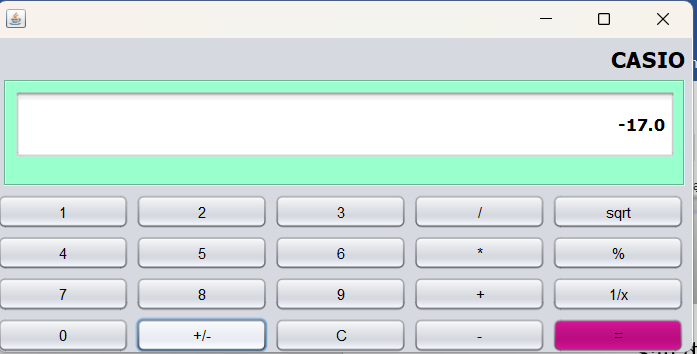 CASIO
-17.0
1 2 3 / sqrt
4 5 6 * %
7 8 9 + 1/x
0 +/- C - =